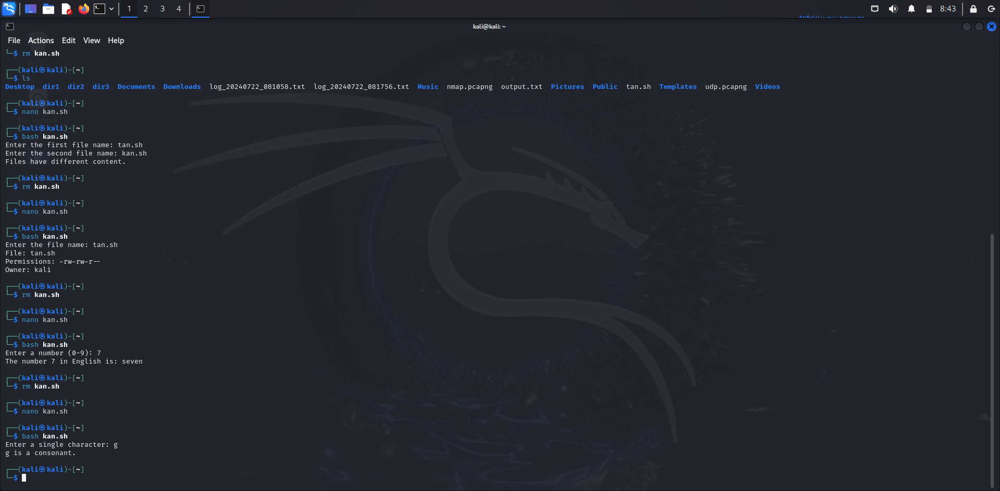 1 2 3 4 8:43
kali@kali: ~
File Actions Edit View Help
└─$ rm kan.sh
Trash
┌──(kali㉿kali)-[~]
└─$ ls
Desktop dir1 dir2 dir3 Documents Downloads log_20240722_081058.txt log_20240722_081756.txt Music nmap.pcapng output.txt Pictures Public tan.sh Templates udp.pcapng Videos
┌──(kali㉿kali)-[~]
└─$ nano kan.sh
File System
┌──(kali㉿kali)-[~]
└─$ bash kan.sh
Enter the first file name: tan.sh
Enter the second file name: kan.sh
Files have different content.
┌──(kali㉿kali)-[~]
└─$ rm kan.sh
┌──(kali㉿kali)-[~]
└─$ nano kan.sh
┌──(kali㉿kali)-[~]
└─$ bash kan.sh
Enter the file name: tan.sh
File: tan.sh
Permissions: -rw-rw-r--
Owner: kali
┌──(kali㉿kali)-[~]
└─$ rm kan.sh
┌──(kali㉿kali)-[~]
└─$ nano kan.sh
┌──(kali㉿kali)-[~]
└─$ bash kan.sh
Enter a number (0-9): 7
The number 7 in English is: seven
┌──(kali㉿kali)-[~]
└─$ rm kan.sh
┌──(kali㉿kali)-[~]
└─$ nano kan.sh
┌──(kali㉿kali)-[~]
└─$ bash kan.sh
Enter a single character: g
g is a consonant.
┌──(kali㉿kali)-[~]
└─$